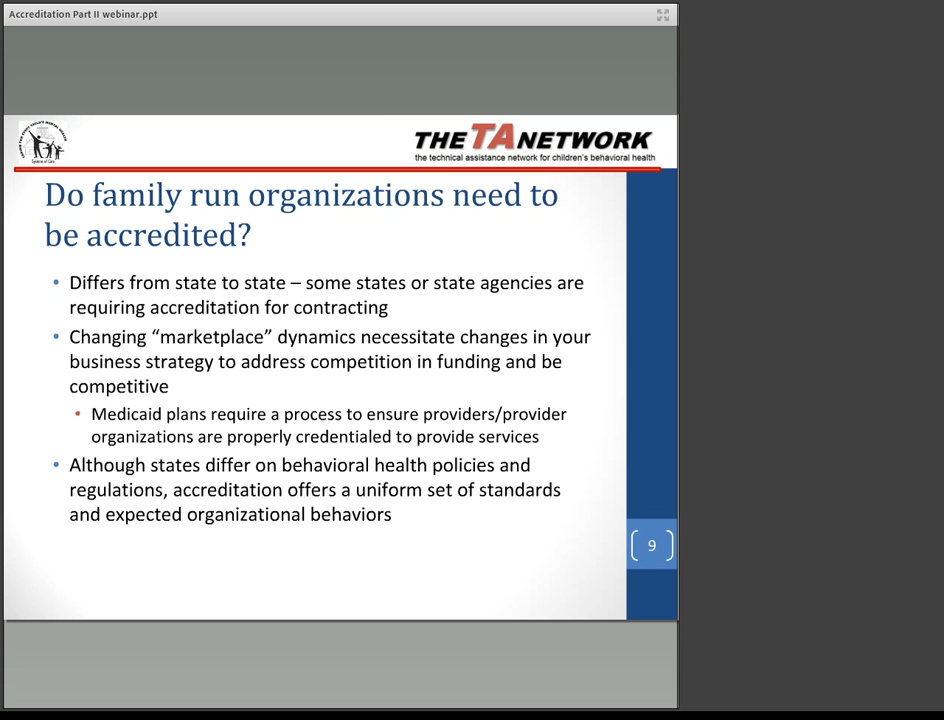 Accreditation Part II webinar.ppt
THE TA NETWORK
the technical assistance network for children's behavioral health
Systems of Care
Do family run organizations need to
be accredited?
• Differs from state to state – some states or state agencies are
requiring accreditation for contracting
• Changing “marketplace” dynamics necessitate changes in your
business strategy to address competition in funding and be
competitive
• Medicaid plans require a process to ensure providers/provider
organizations are properly credentialed to provide services
• Although states differ on behavioral health policies and
regulations, accreditation offers a uniform set of standards
and expected organizational behaviors
9